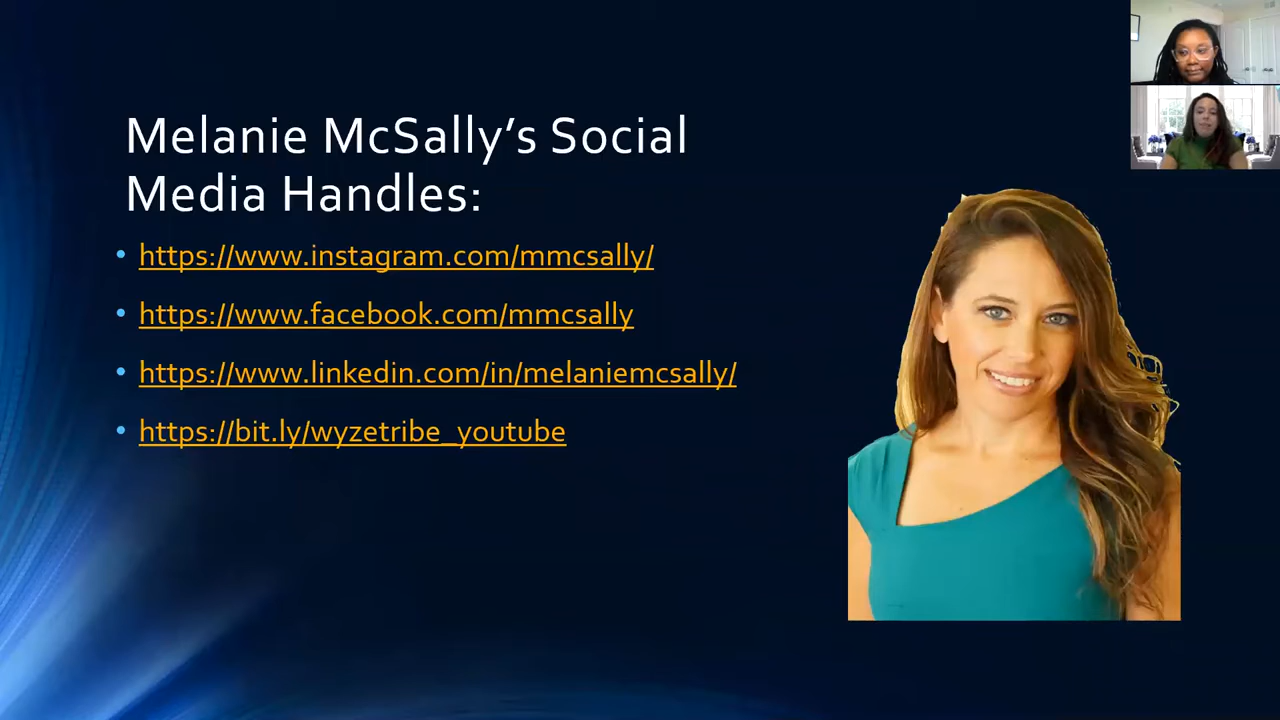 Melanie McSally’s Social
Media Handles:
https://www.instagram.com/mmcsally/
https://www.facebook.com/mmcsally
https://www.linkedin.com/in/melaniemcsally/
https://bit.ly/wyzetribe_youtube